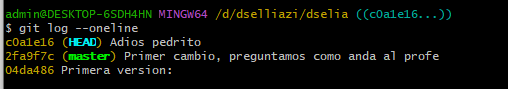 admin@DESKTOP-6SDH4HN MINGW64 /d/dselliazi/dselia ((c0a1e16...))
$ git log --oneline
c0a1e16 (HEAD) Adios pedrito
2fa9f7c (master) Primer cambio, preguntamos como anda al profe
04da486 Primera version: